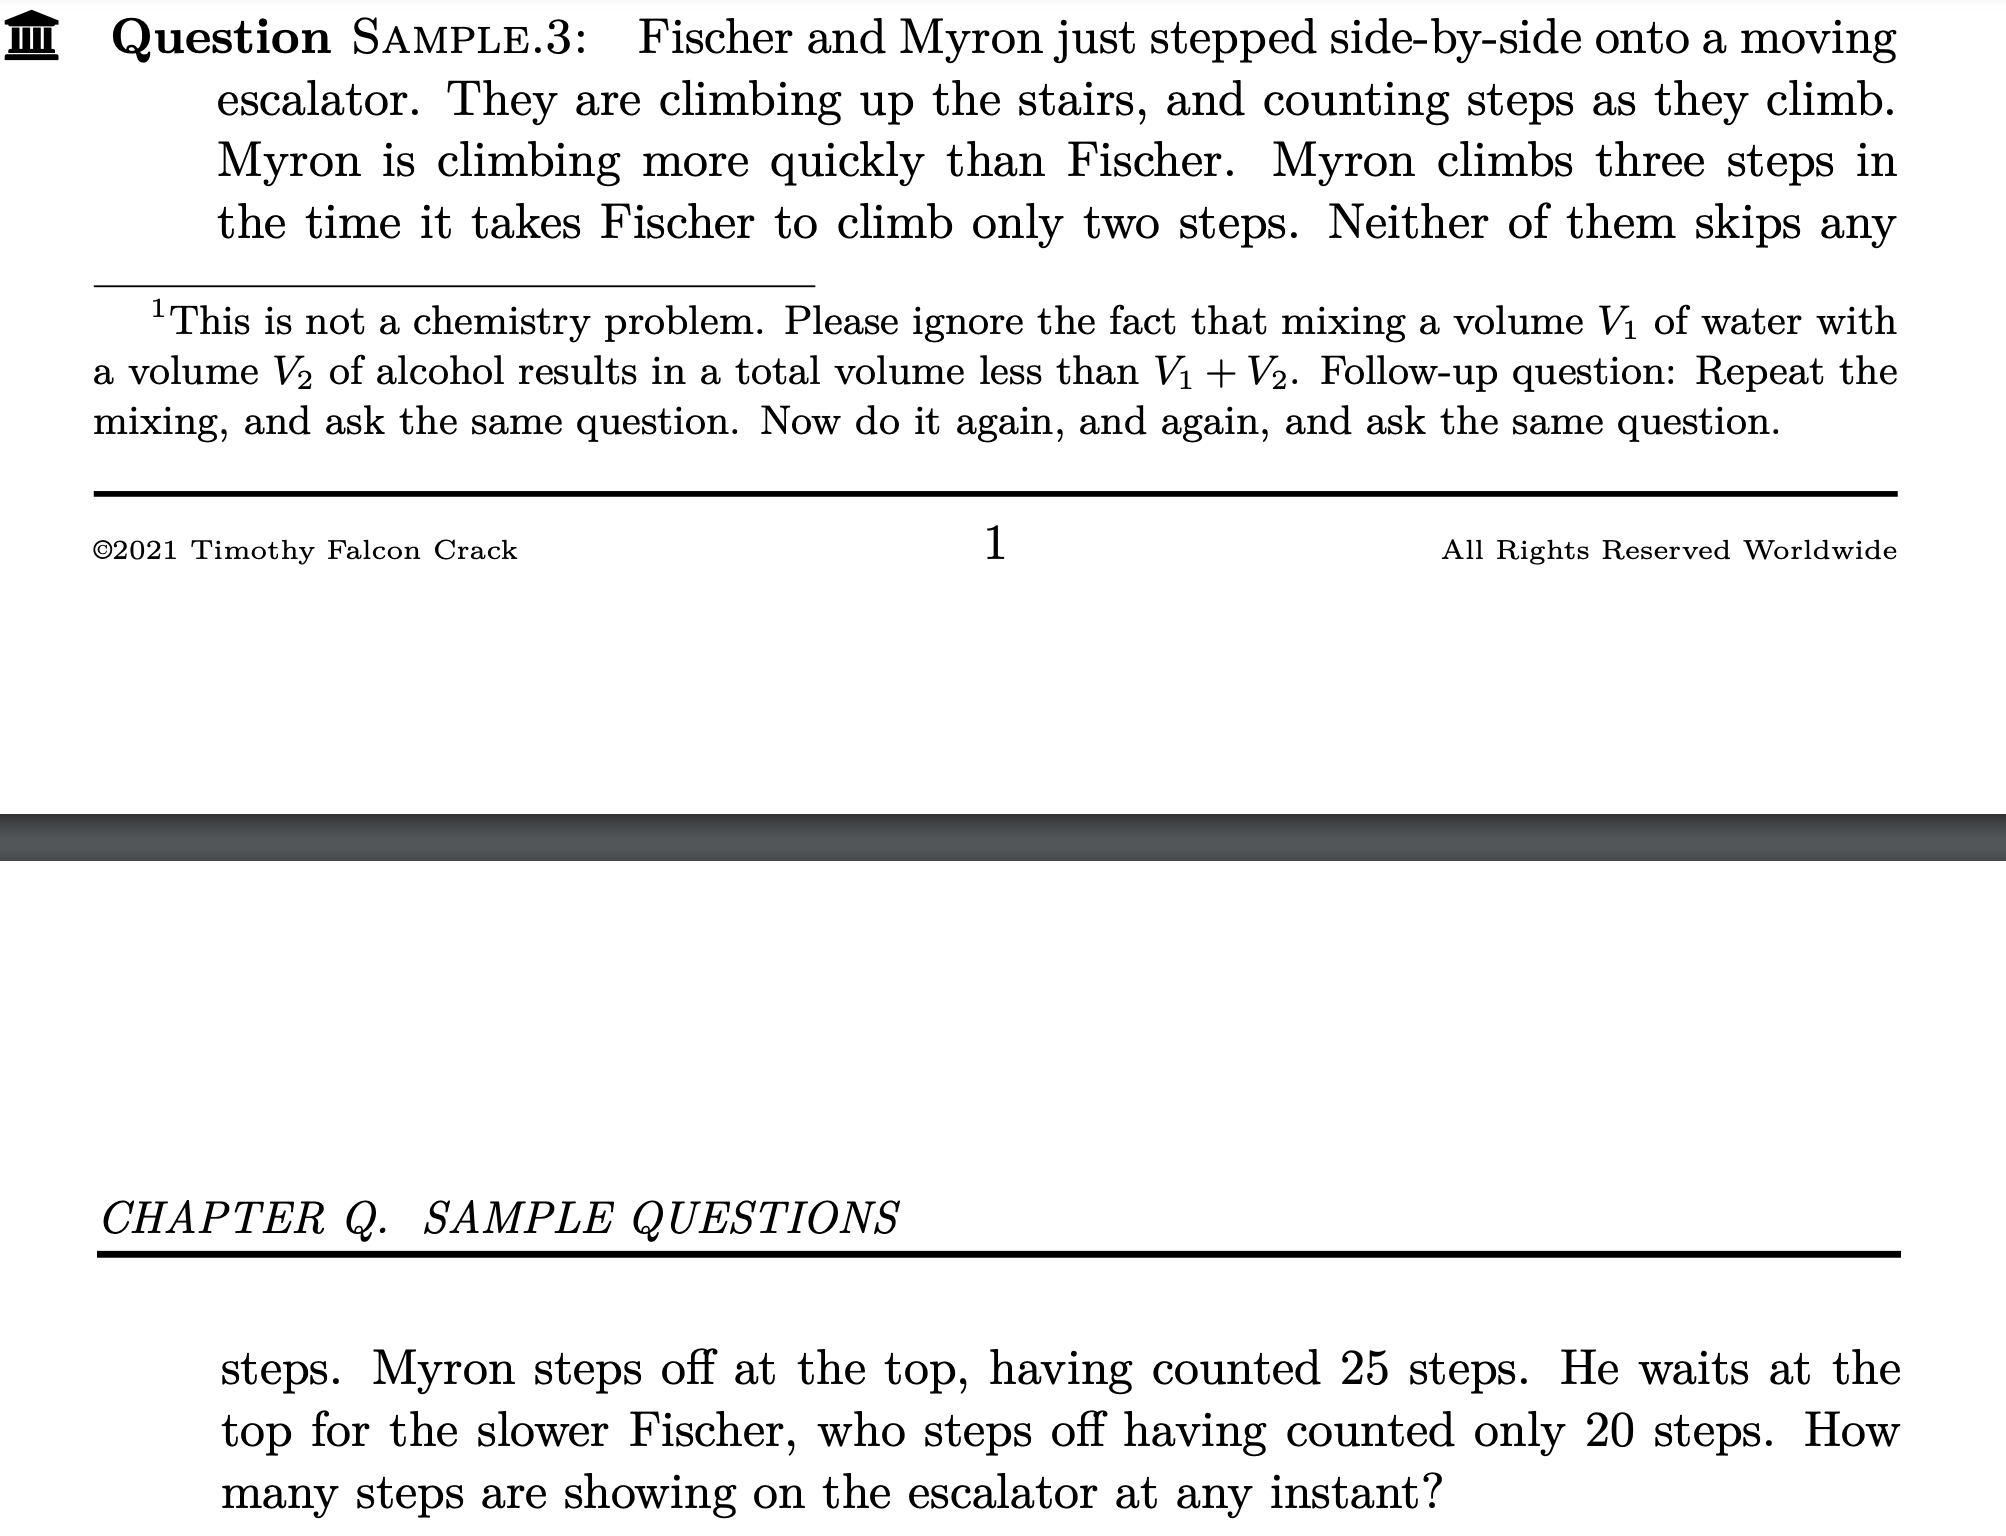 Question SAMPLE.3: Fischer and Myron just stepped side-by-side onto a moving
escalator. They are climbing up the stairs, and counting steps as they climb.
Myron is climbing more quickly than Fischer. Myron climbs three steps in
the time it takes Fischer to climb only two steps. Neither of them skips any
¹This is not a chemistry problem. Please ignore the fact that mixing a volume V₁ of water with
a volume V₂ of alcohol results in a total volume less than V₁ + V₂. Follow-up question: Repeat the
mixing, and ask the same question. Now do it again, and again, and ask the same question.
©2021 Timothy Falcon Crack 1 All Rights Reserved Worldwide
CHAPTER Q. SAMPLE QUESTIONS
steps. Myron steps off at the top, having counted 25 steps. He waits at the
top for the slower Fischer, who steps off having counted only 20 steps. How
many steps are showing on the escalator at any instant?